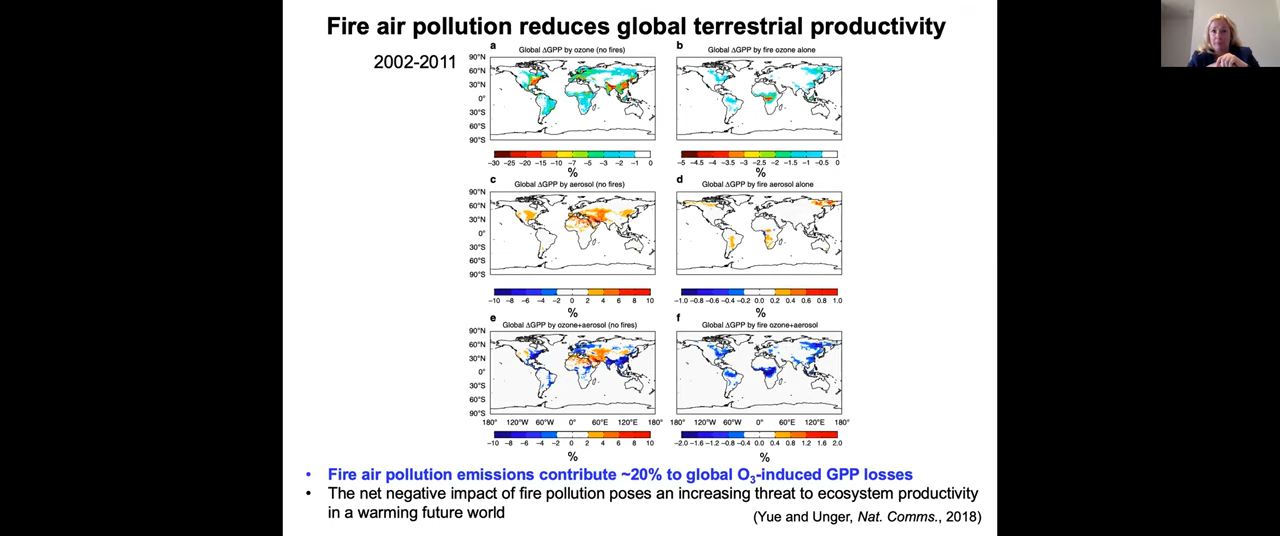 Fire air pollution reduces global terrestrial productivity
2002-2011
a
Global ΔGPP by ozone (no fires)
90°N
60°N
30°N
0°
30°S
60°S
90°S
−30 −25 −20 −15 −10 −7 −5 −3 −2 −1 0
%
b
Global ΔGPP by fire ozone alone
−5 −4.5 −4 −3.5 −3 −2.5 −2 −1.5 −1 −0.5 0
%
c
Global ΔGPP by aerosol (no fires)
90°N
60°N
30°N
0°
30°S
60°S
90°S
−10 −8 −6 −4 −2 0 2 4 6 8 10
%
d
Global ΔGPP by fire aerosol alone
−1.0 −0.8 −0.6 −0.4 −0.2 0.0 0.2 0.4 0.6 0.8 1.0
%
e
Global ΔGPP by ozone+aerosol (no fires)
90°N
60°N
30°N
0°
30°S
60°S
90°S
180° 120°W 60°W 0° 60°E 120°E 180°
−10 −8 −6 −4 −2 0 2 4 6 8 10
%
f
Global ΔGPP by fire ozone+aerosol
120°W 60°W 0° 60°E 120°E 180°
−2.0 −1.6 −1.2 −0.8 −0.4 0.0 0.4 0.8 1.2 1.6 2.0
%
• Fire air pollution emissions contribute ~20% to global O₃-induced GPP losses
• The net negative impact of fire pollution poses an increasing threat to ecosystem productivity
in a warming future world
(Yue and Unger, Nat. Comms., 2018)